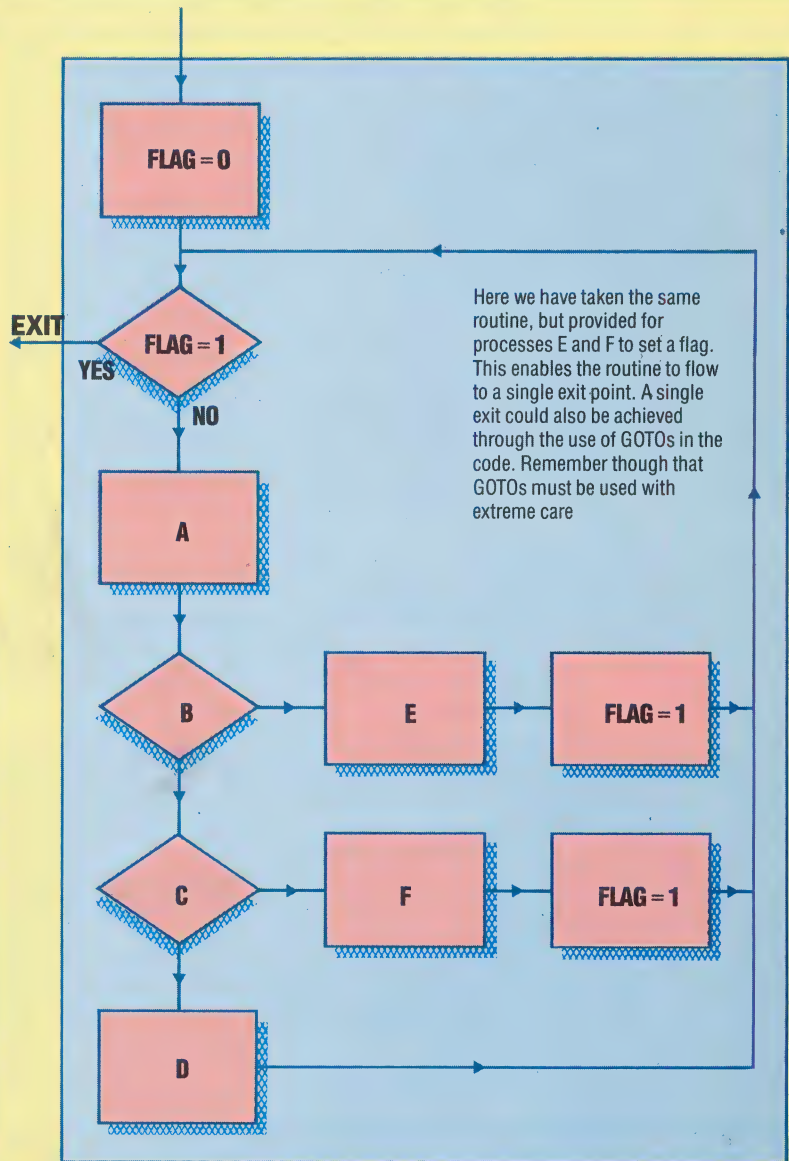 FLAG = 0
EXIT
FLAG = 1
YES
NO
Here we have taken the same
routine, but provided for
processes E and F to set a flag.
This enables the routine to flow
to a single exit point. A single
exit could also be achieved
through the use of GOTOs in the
code. Remember though that
GOTOs must be used with
extreme care
A
B
E
FLAG = 1
C
F
FLAG = 1
D